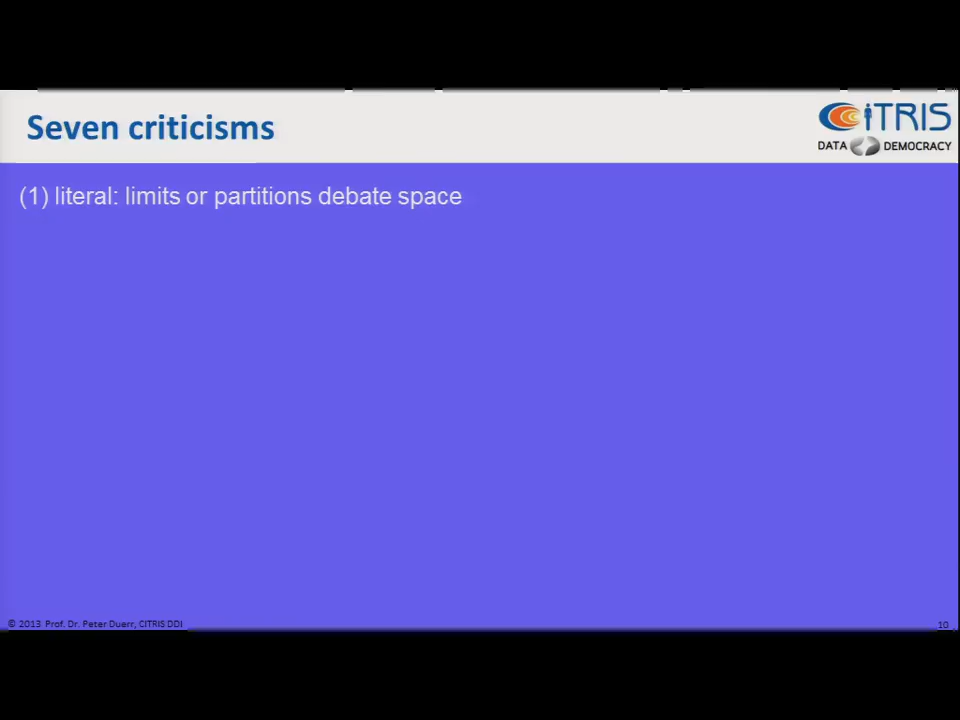 Seven criticisms
CiTRIS
DATA DEMOCRACY
(1) literal: limits or partitions debate space
© 2013 Prof. Dr. Peter Duerr, CITRIS DDI
10